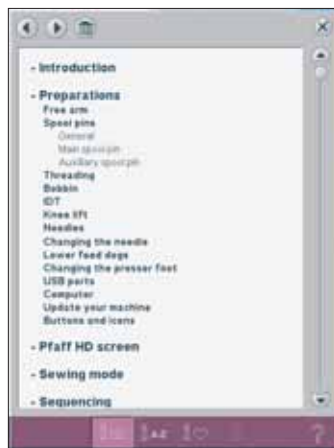 - Introduction
- Preparations
Free arm
Spool pins
General
Main spool pin
Auxiliary spool pin
Threading
Bobbin
IDT
Knee lift
Needles
Changing the needle
Lower feed dogs
Changing the presser foot
USB ports
Computer
Update your machine
Buttons and icons
- Pfaff HD screen
- Sewing mode
- Sequencing
A-Z
?